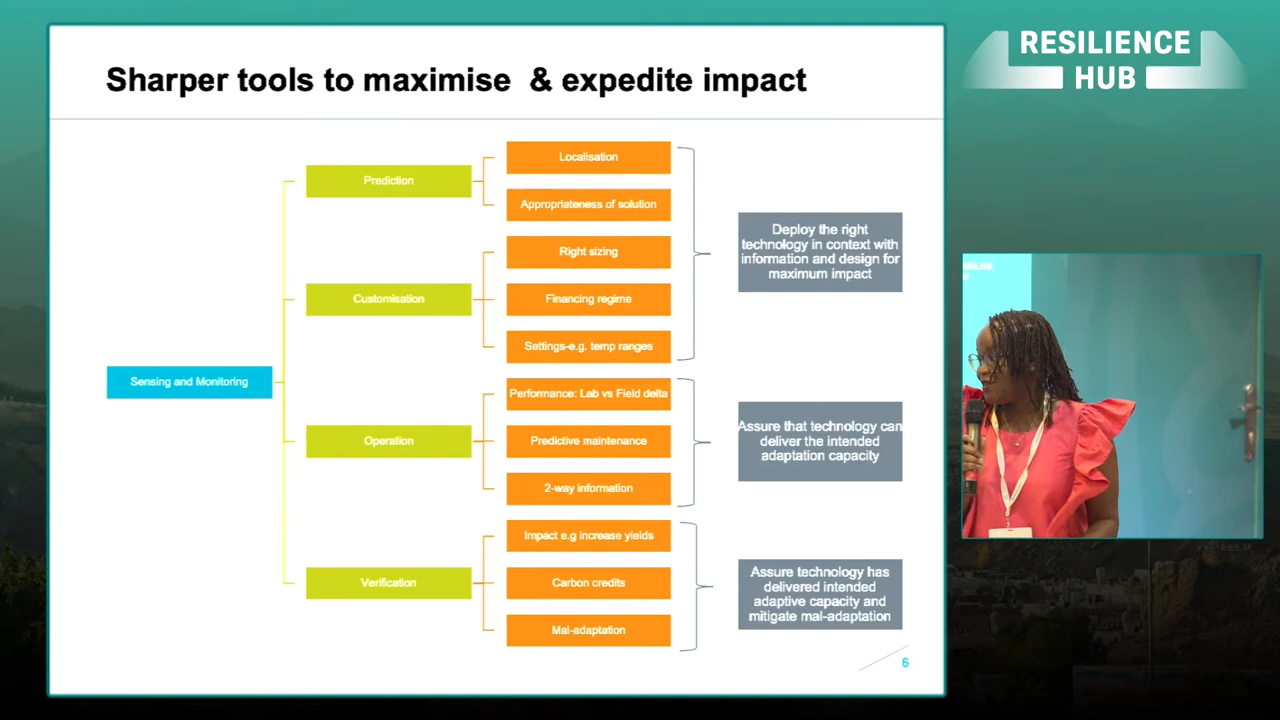 Sharper tools to maximise & expedite impact
RESILIENCE
HUB
Sensing and Monitoring
Prediction
Localisation
Appropriateness of solution
Customisation
Right sizing
Financing regime
Settings-e.g. temp ranges
Deploy the right
technology in context with
information and design for
maximum impact
Operation
Performance: Lab vs Field delta
Predictive maintenance
2-way information
Assure that technology can
deliver the intended
adaptation capacity
Verification
Impact e.g increase yields
Carbon credits
Mal-adaptation
Assure technology has
delivered intended
adaptive capacity and
mitigate mal-adaptation
6